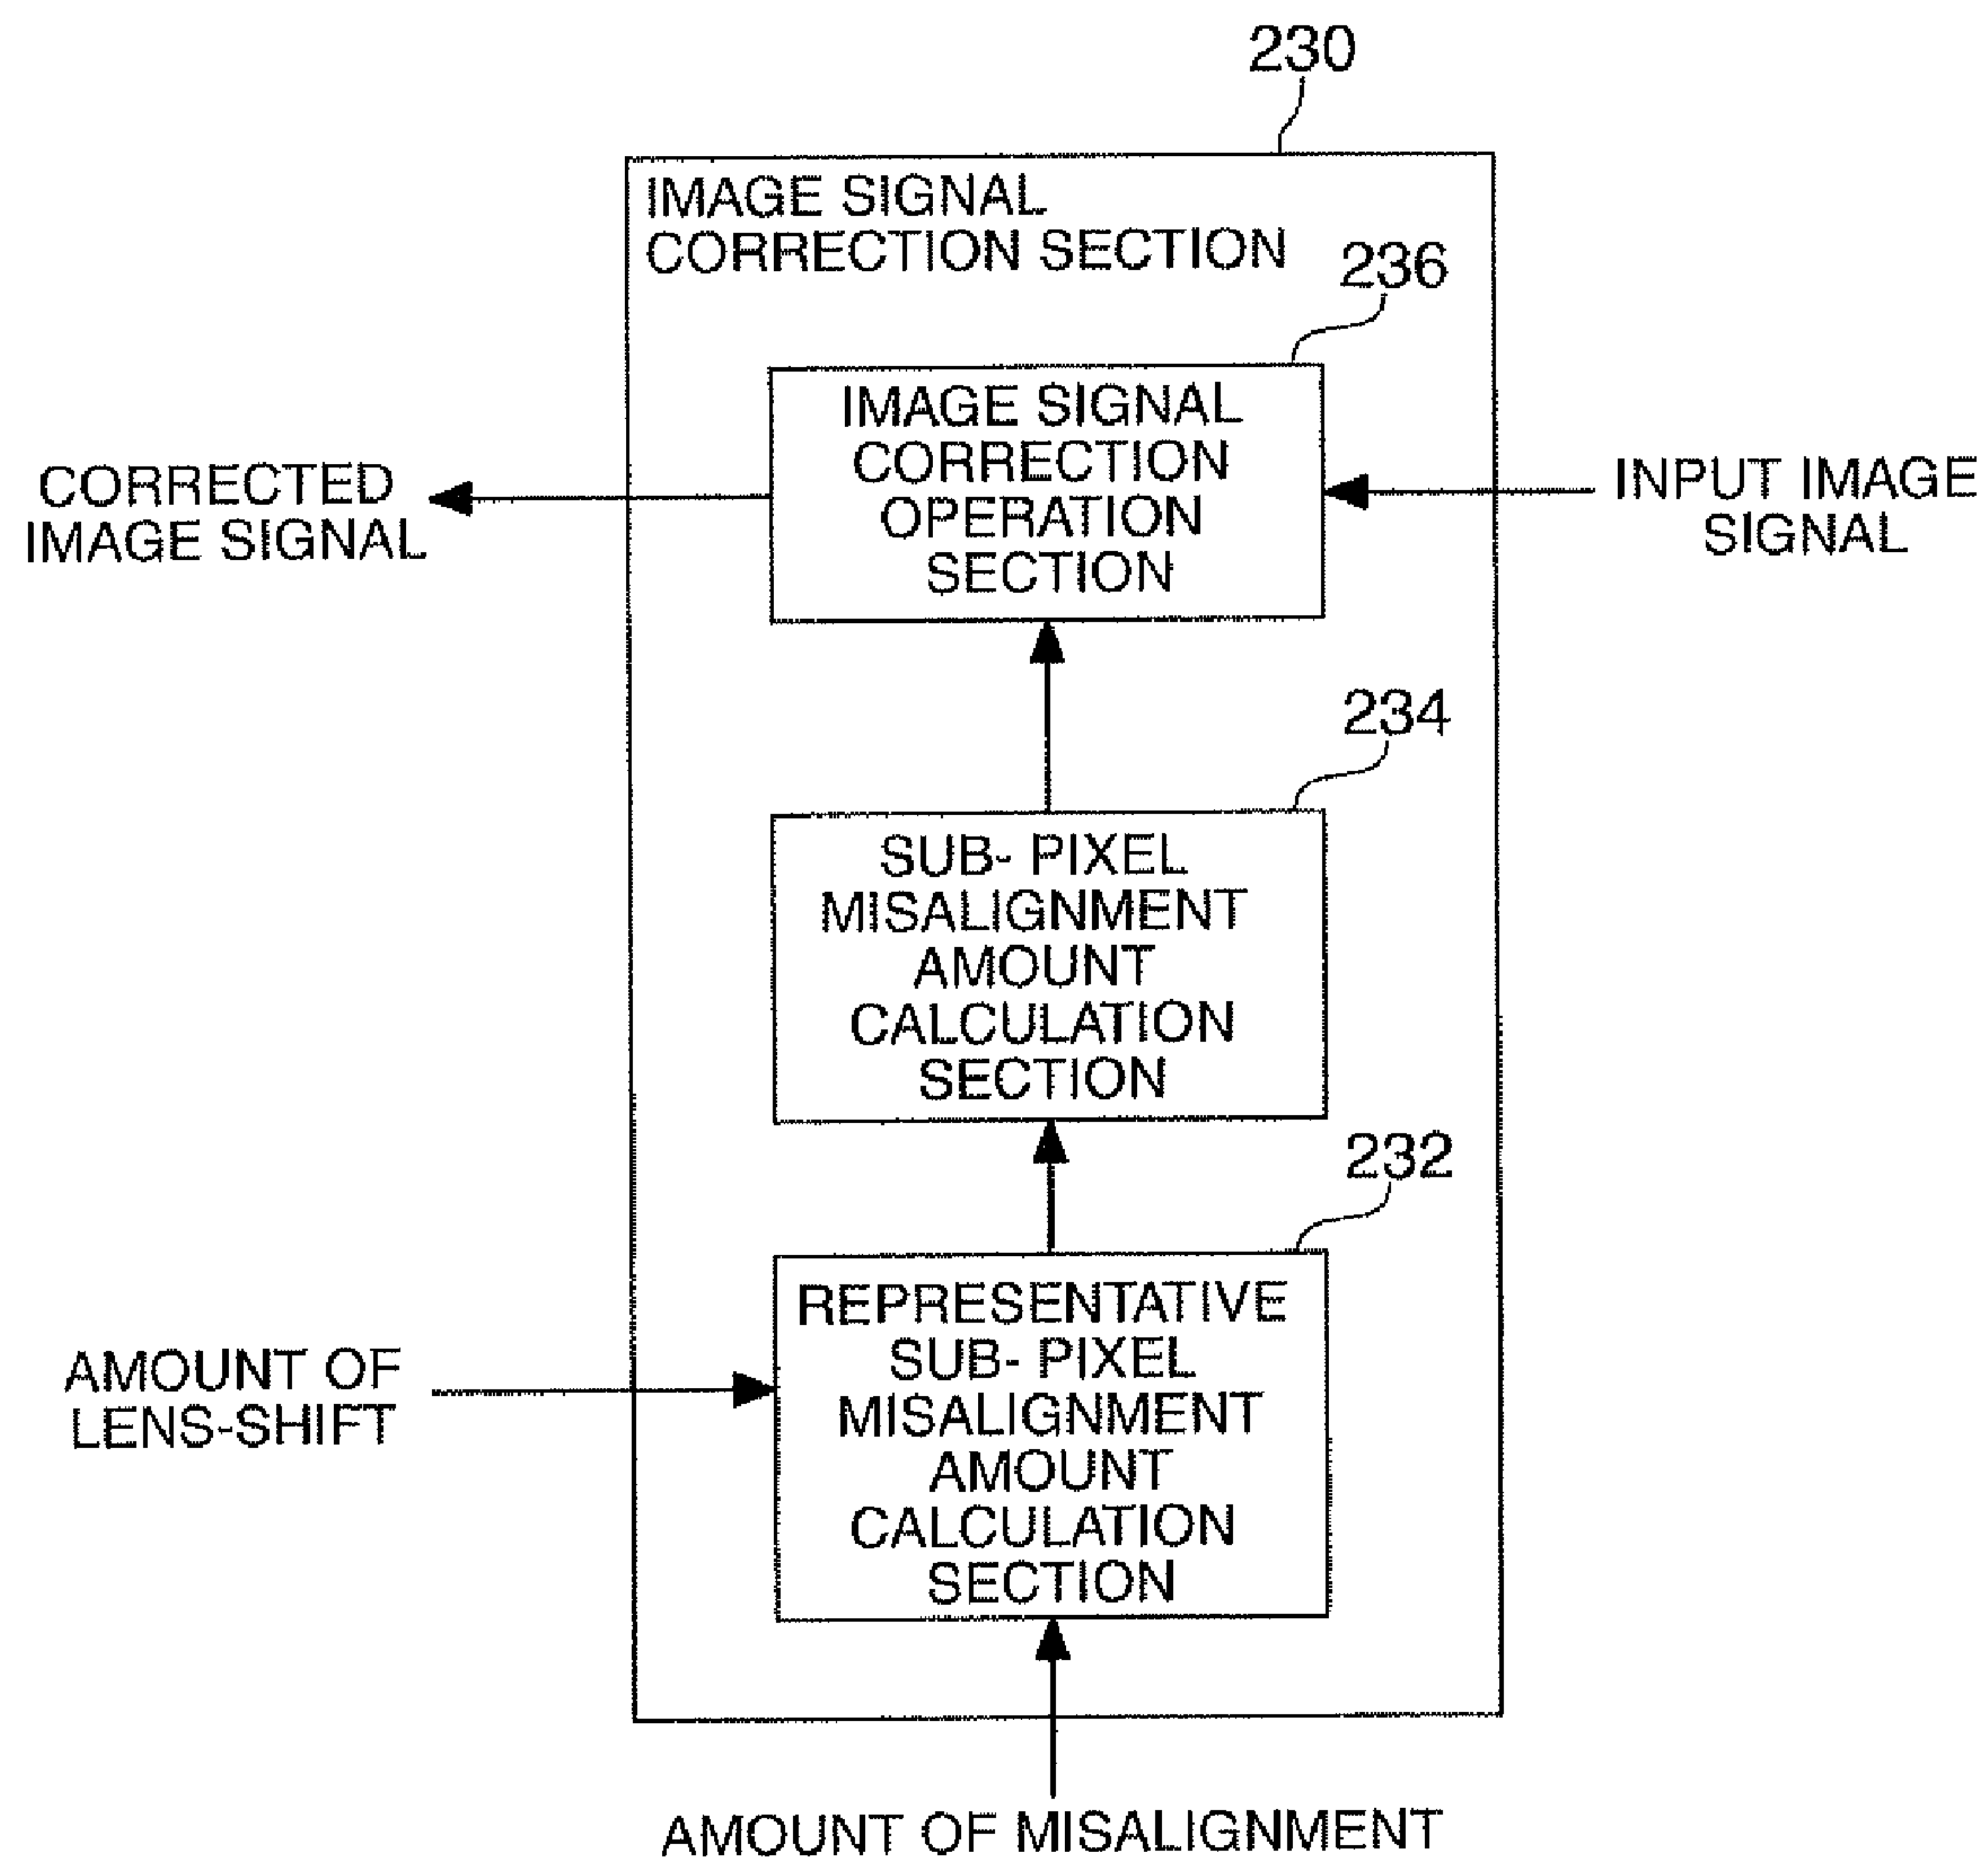 230
IMAGE SIGNAL
CORRECTION SECTION
236
IMAGE SIGNAL
CORRECTION
OPERATION
SECTION
CORRECTED
IMAGE SIGNAL
INPUT IMAGE
SIGNAL
234
SUB- PIXEL
MISALIGNMENT
AMOUNT
CALCULATION
SECTION
232
REPRESENTATIVE
SUB- PIXEL
MISALIGNMENT
AMOUNT
CALCULATION
SECTION
AMOUNT OF
LENS-SHIFT
AMOUNT OF MISALIGNMENT